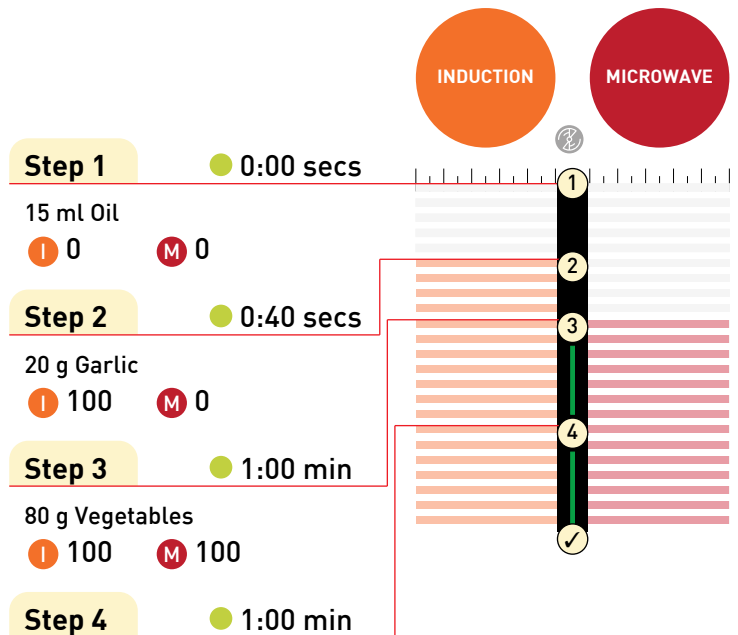 INDUCTION
MICROWAVE
Step 1
0:00 secs
15 ml Oil
I 0
M 0
Step 2
0:40 secs
20 g Garlic
I 100
M 0
Step 3
1:00 min
80 g Vegetables
I 100
M 100
Step 4
1:00 min
1
2
3
4
✓